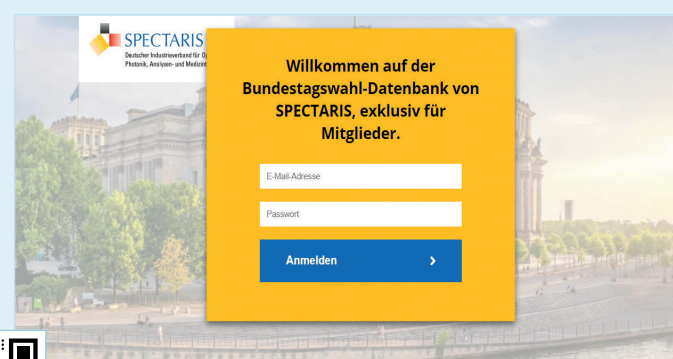 SPECTARIS
Deutscher Industrieverband für
Photonik, Analysen- und
Willkommen auf der
Bundestagswahl-Datenbank von
SPECTARIS, exklusiv für
Mitglieder.
E-Mail-Adresse
Passwort
Anmelden